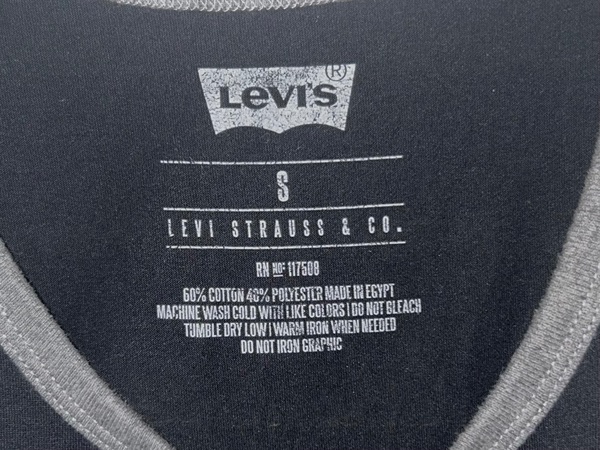 Levi's®
S
LEVI STRAUSS & CO.
RN NO: 117508
60% COTTON 40% POLYESTER MADE IN EGYPT
MACHINE WASH COLD WITH LIKE COLORS | DO NOT BLEACH
TUMBLE DRY LOW | WARM IRON WHEN NEEDED
DO NOT IRON GRAPHIC